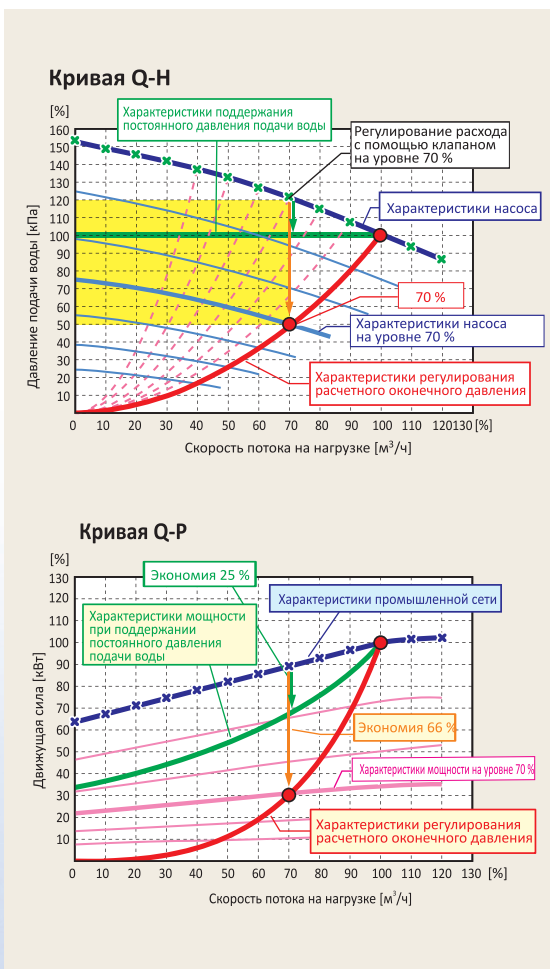 Кривая Q-H
[%]
160
150
140
130
120
110
100
90
80
70
60
50
40
30
20
10
Давление подачи воды [кПа]
Характеристики поддержания
постоянного давления подачи воды
Регулирование расхода
с помощью клапаном
на уровне 70 %
Характеристики насоса
70 %
Характеристики насоса
на уровне 70 %
Характеристики регулирования
расчетного оконечного давления
0 10 20 30 40 50 60 70 80 90 100 110 120 130 [%]
Скорость потока на нагрузке [м³/ч]
Кривая Q-P
[%]
130
120
110
100
90
80
70
60
50
40
30
20
10
Движущая сила [кВт]
Экономия 25 %
Характеристики промышленной сети
Характеристики мощности
при поддержании
постоянного давления
подачи воды
Экономия 66 %
Характеристики мощности на уровне 70 %
Характеристики регулирования
расчетного оконечного давления
0 10 20 30 40 50 60 70 80 90 100 110 120 130 [%]
Скорость потока на нагрузке [м³/ч]